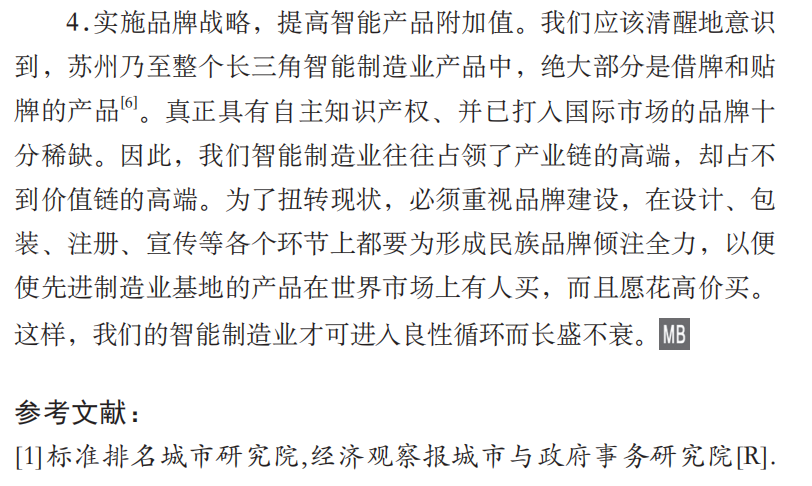 4.实施品牌战略，提高智能产品附加值。我们应该清醒地意识
到，苏州乃至整个长三角智能制造业产品中，绝大部分是借牌和贴
牌的产品[6]。真正具有自主知识产权、并已打入国际市场的品牌十
分稀缺。因此，我们智能制造业往往占领了产业链的高端，却占不
到价值链的高端。为了扭转现状，必须重视品牌建设，在设计、包
装、注册、宣传等各个环节上都要为形成民族品牌倾注全力，以便
使先进制造业基地的产品在世界市场上有人买，而且愿花高价买。
这样，我们的智能制造业才可进入良性循环而长盛不衰。MB
参考文献：
[1]标准排名城市研究院,经济观察报城市与政府事务研究院[R].